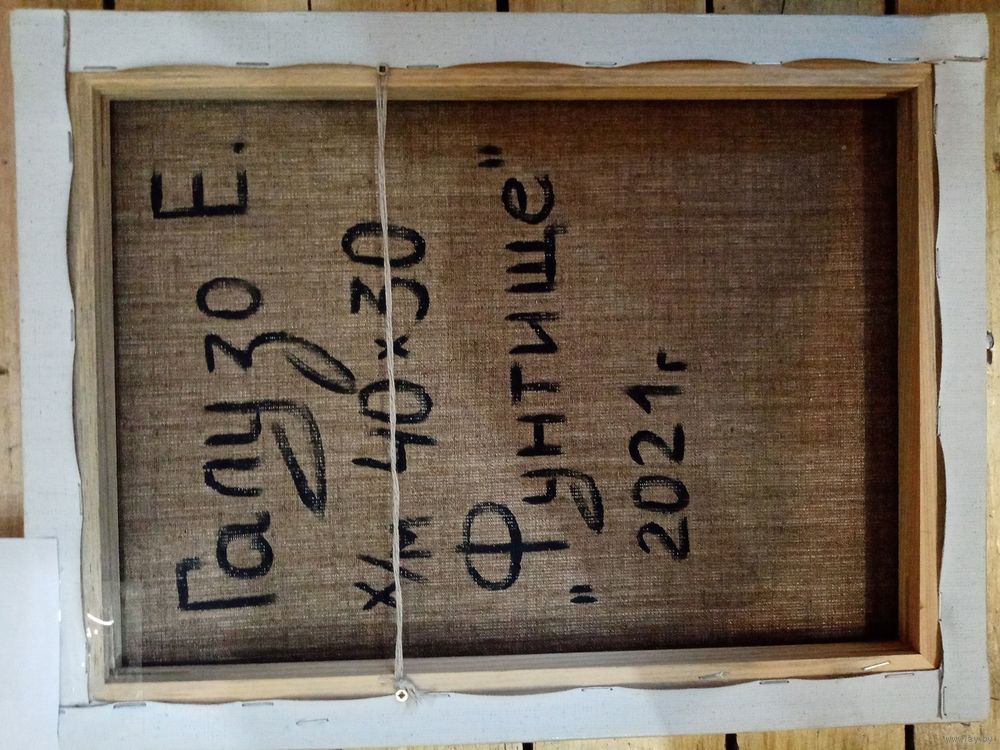 Галузо Е.
х/м 40×30
"Фунтище"
2021г